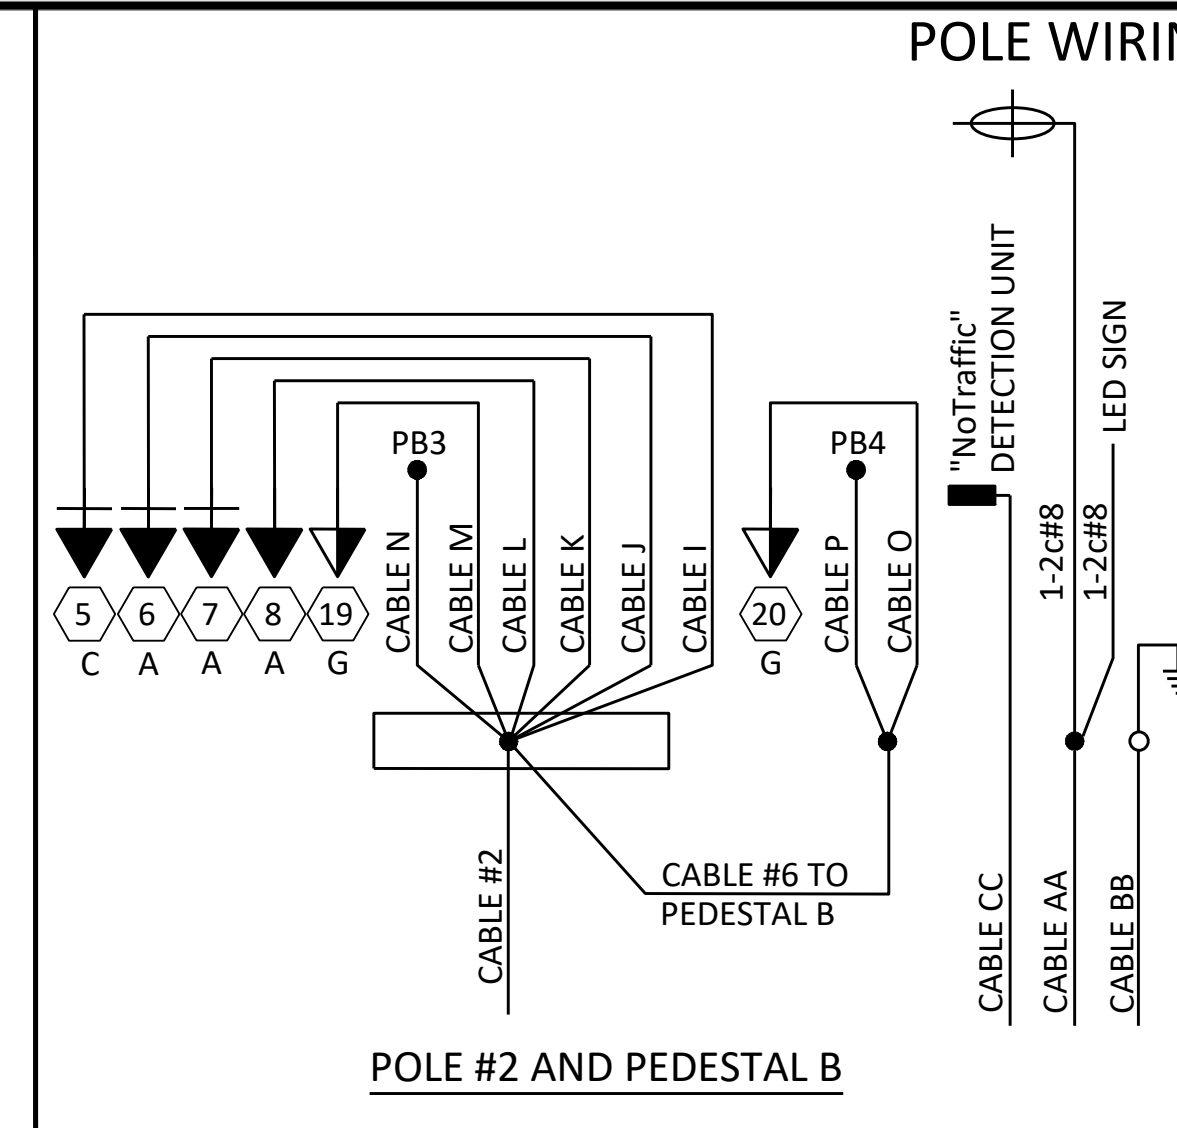 POLE WIRIN
"NoTraffic"
DETECTION UNIT
LED SIGN
PB3
PB4
1-2c#8
1-2c#8
CABLE N
CABLE M
CABLE L
CABLE K
CABLE J
CABLE I
CABLE P
CABLE O
5
6
7
8
19
20
C
A
A
A
G
G
CABLE #2
CABLE #6 TO
PEDESTAL B
CABLE CC
CABLE AA
CABLE BB
POLE #2 AND PEDESTAL B